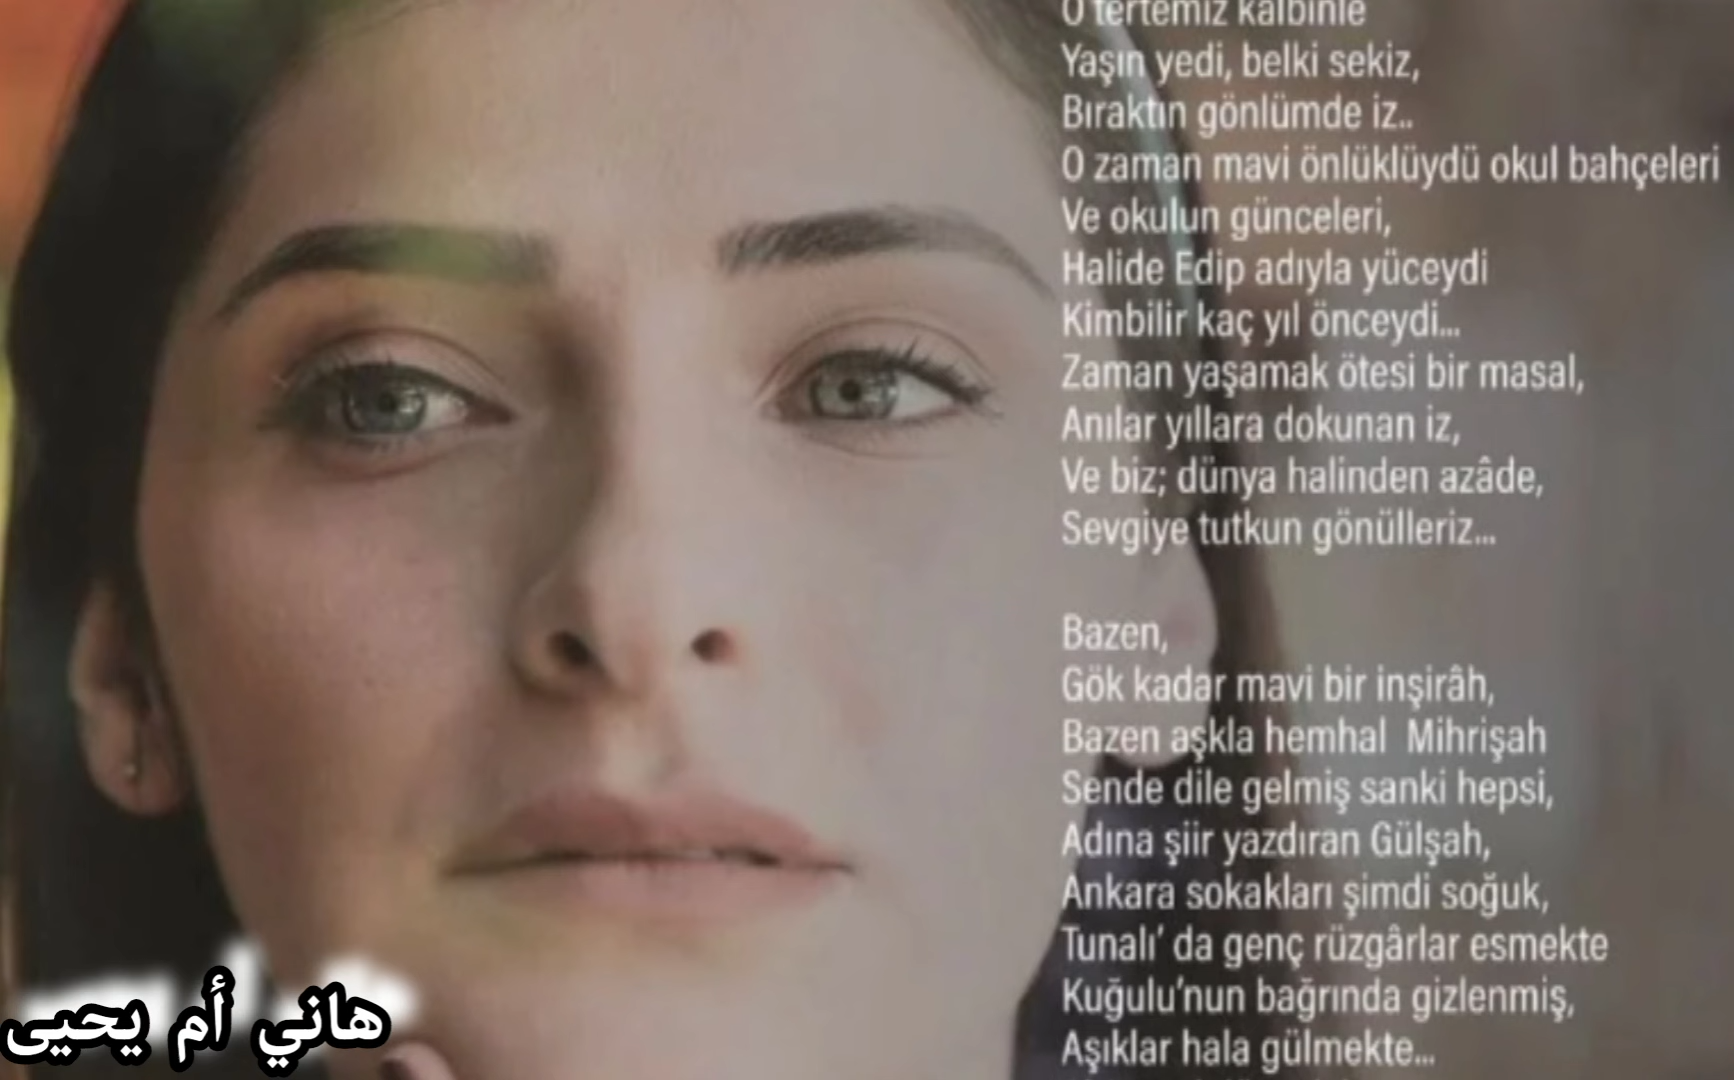 O tertemiz kalbinle
Yaşın yedi, belki sekiz,
Bıraktın gönlümde iz..
O zaman mavi önlüklüydü okul bahçeleri
Ve okulun günceleri,
Halide Edip adıyla yüceydi
Kimbilir kaç yıl önceydi...
Zaman yaşamak ötesi bir masal,
Anılar yıllara dokunan iz,
Ve biz; dünya halinden azâde,
Sevgiye tutkun gönülleriz...
Bazen,
Gök kadar mavi bir inşirâh,
Bazen aşkla hemhal  Mihrişah
Sende dile gelmiş sanki hepsi,
Adına şiir yazdıran Gülşah,
Ankara sokakları şimdi soğuk,
Tunalı’ da genç rüzgârlar esmekte
Kuğulu’nun bağrında gizlenmiş,
Aşıklar hala gülmekte...
هاني أم يحيى